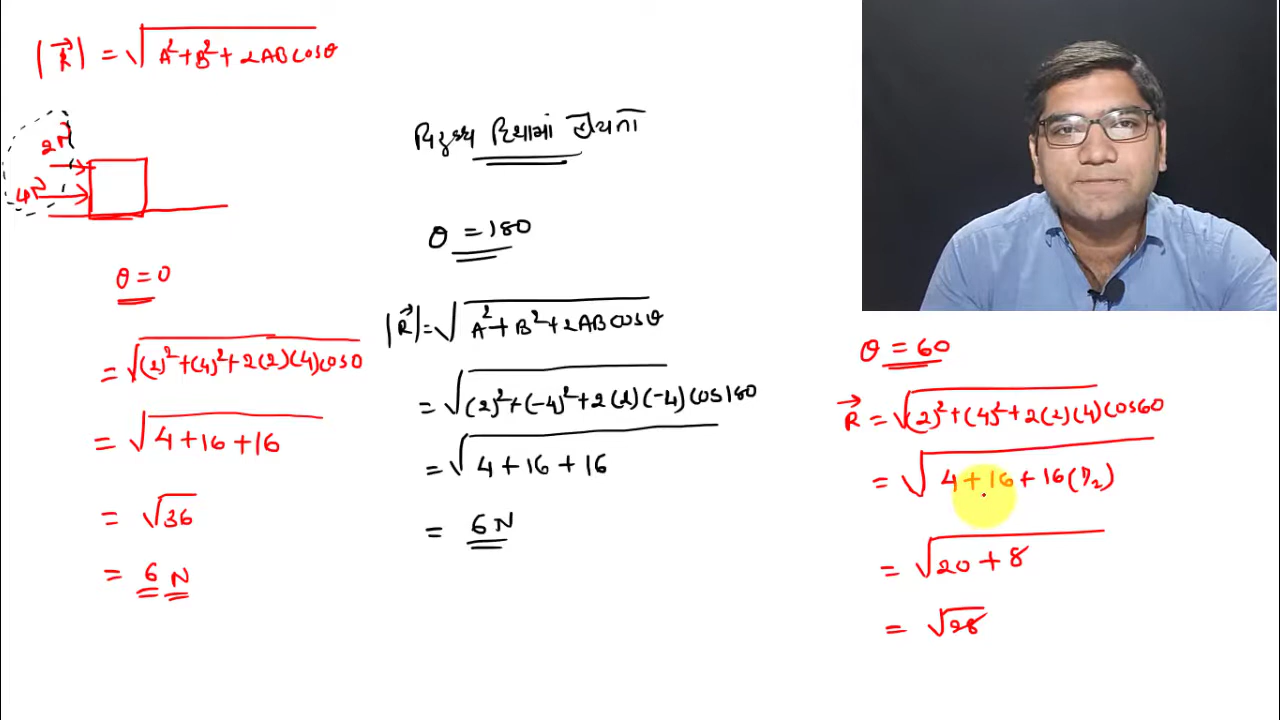 |R⃗| = √A²+B²+2ABcosθ
2N
4N
θ = 0
= √(2)²+(4)²+2(2)(4)cos0
= √4+16+16
= √36
= 6 N
વિરુધ્ધ દિશામાં હોયતો
θ = 180
|R⃗| = √A²+B²+2ABcosθ
= √(2)²+(-4)²+2(2)(-4)cos180
= √4+16+16
= 6N
θ = 60
R⃗ = √(2)²+(4)²+2(2)(4)cos60
= √4+16+16(1/2)
= √20+8
= √28